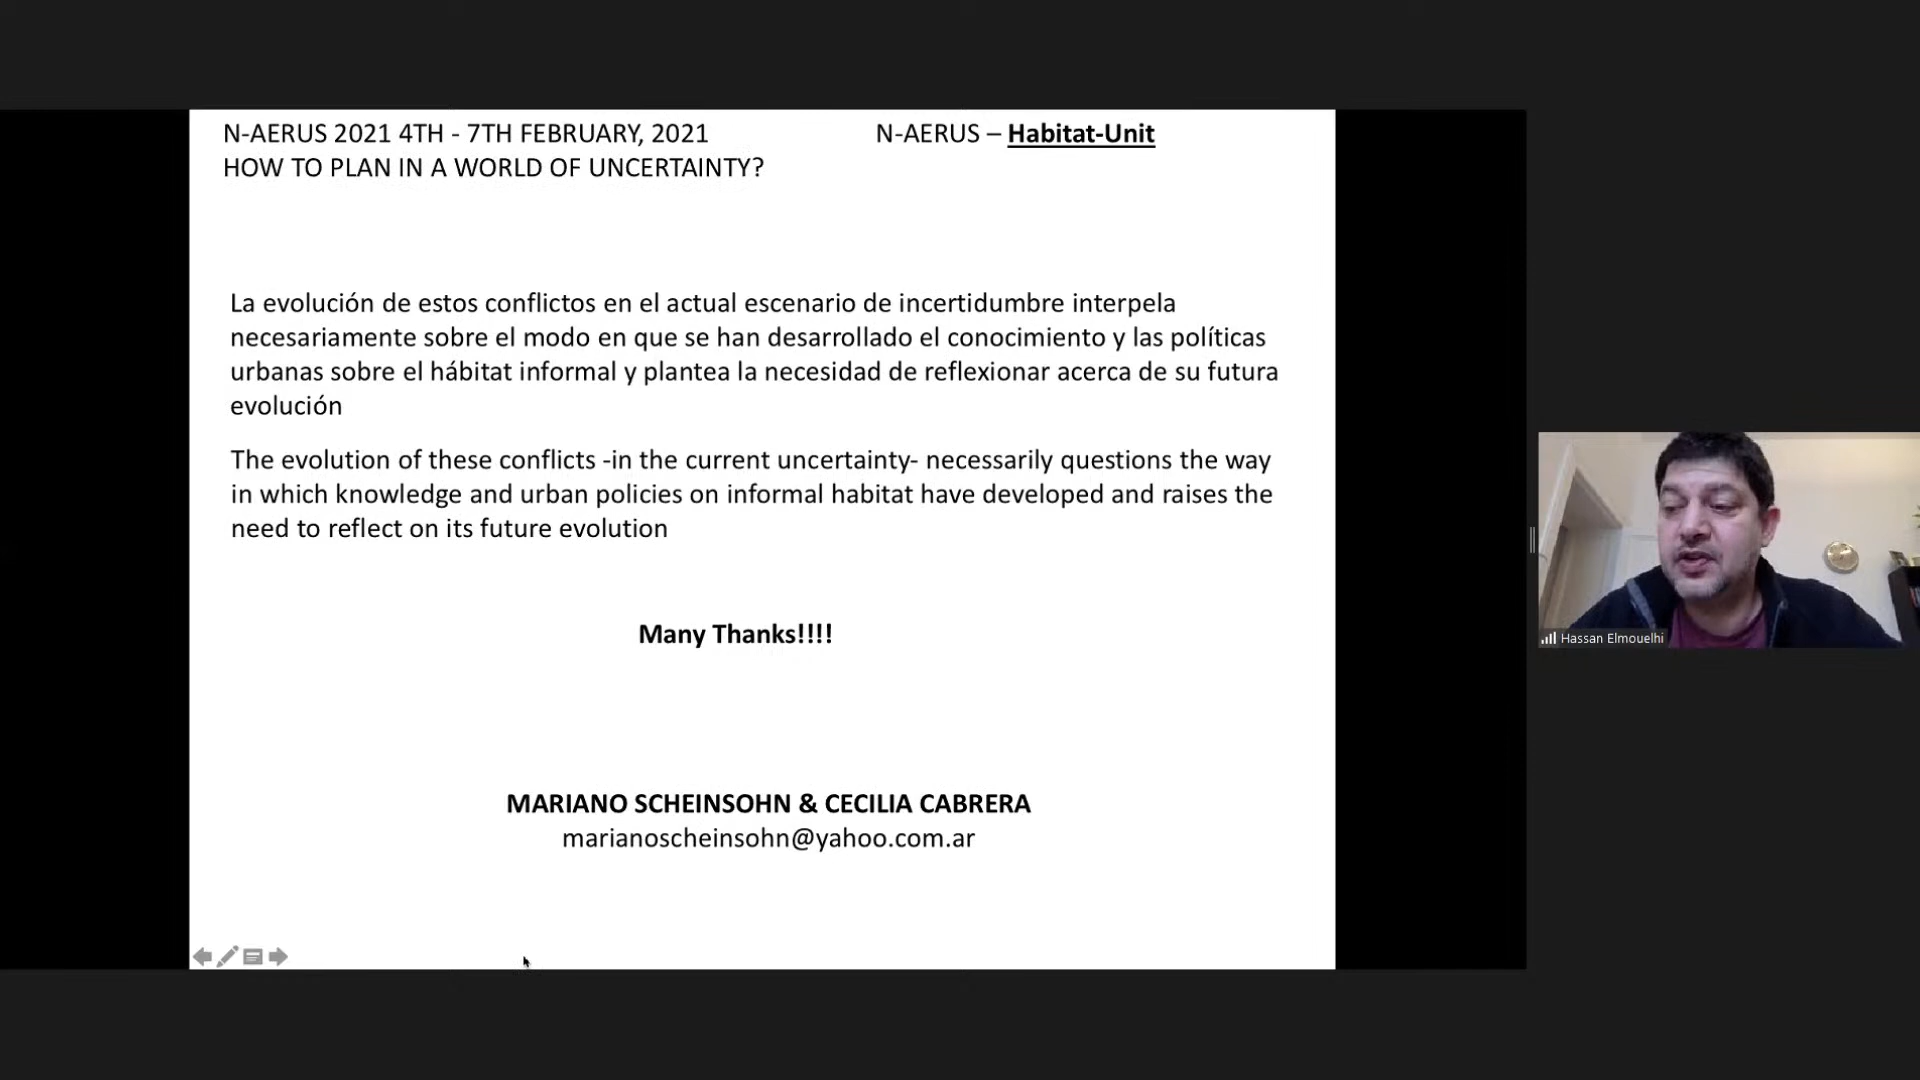 N-AERUS 2021 4TH - 7TH FEBRUARY, 2021
N-AERUS – Habitat-Unit
HOW TO PLAN IN A WORLD OF UNCERTAINTY?
La evolución de estos conflictos en el actual escenario de incertidumbre interpela
necesariamente sobre el modo en que se han desarrollado el conocimiento y las políticas
urbanas sobre el hábitat informal y plantea la necesidad de reflexionar acerca de su futura
evolución
The evolution of these conflicts -in the current uncertainty- necessarily questions the way
in which knowledge and urban policies on informal habitat have developed and raises the
need to reflect on its future evolution
Many Thanks!!!!
MARIANO SCHEINSOHN & CECILIA CABRERA
marianoscheinsohn@yahoo.com.ar
Hassan Elmouelhi